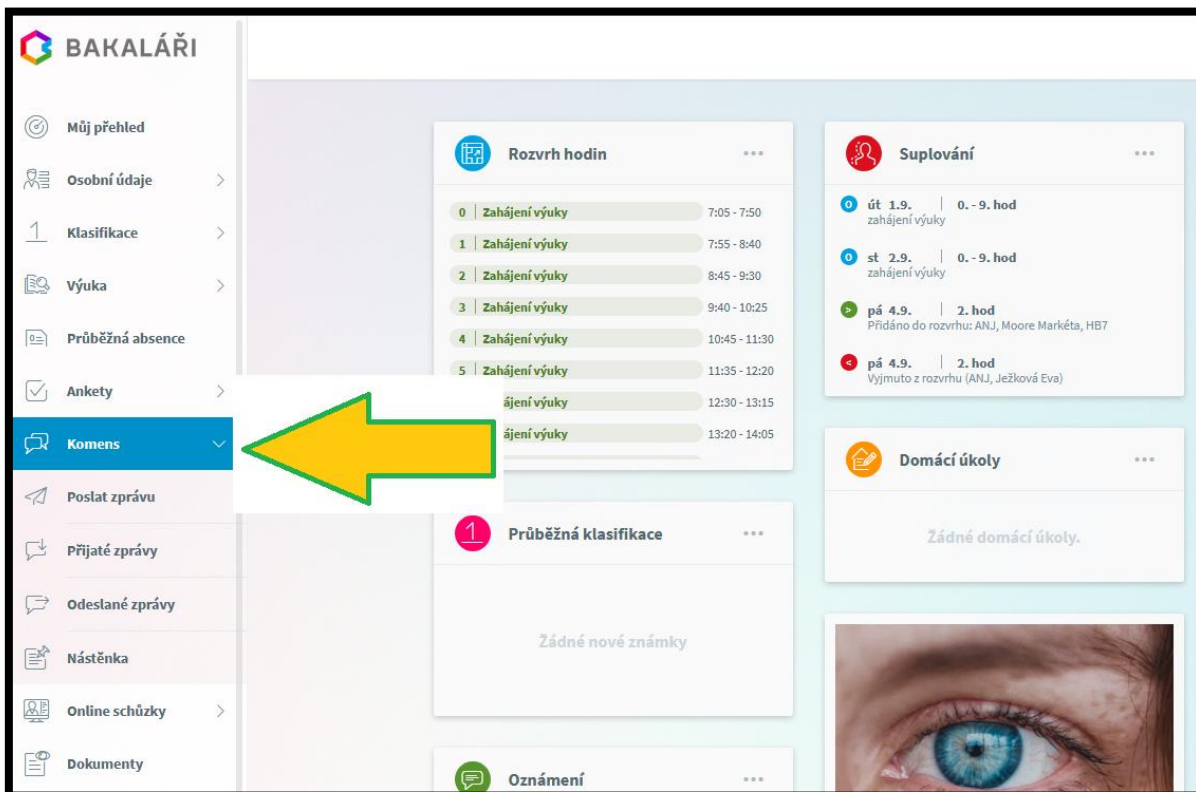 BAKALÁŘI
Můj přehled
Osobní údaje
Klasifikace
Výuka
Průběžná absence
Ankety
Komens
Poslat zprávu
Přijaté zprávy
Odeslané zprávy
Nástěnka
Online schůzky
Dokumenty
Rozvrh hodin
0 | Zahájení výuky 7:05 - 7:50
1 | Zahájení výuky 7:55 - 8:40
2 | Zahájení výuky 8:45 - 9:30
3 | Zahájení výuky 9:40 - 10:25
4 | Zahájení výuky 10:45 - 11:30
5 | Zahájení výuky 11:35 - 12:20
ájení výuky 12:30 - 13:15
ájení výuky 13:20 - 14:05
Průběžná klasifikace
Žádné nové známky
Oznámení
Suplování
út 1.9. | 0. - 9. hod
zahájení výuky
st 2.9. | 0. - 9. hod
zahájení výuky
pá 4.9. | 2. hod
Přidáno do rozvrhu: ANJ, Moore Markéta, HB7
pá 4.9. | 2. hod
Vyjmuto z rozvrhu (ANJ, Ježková Eva)
Domácí úkoly
Žádné domácí úkoly.